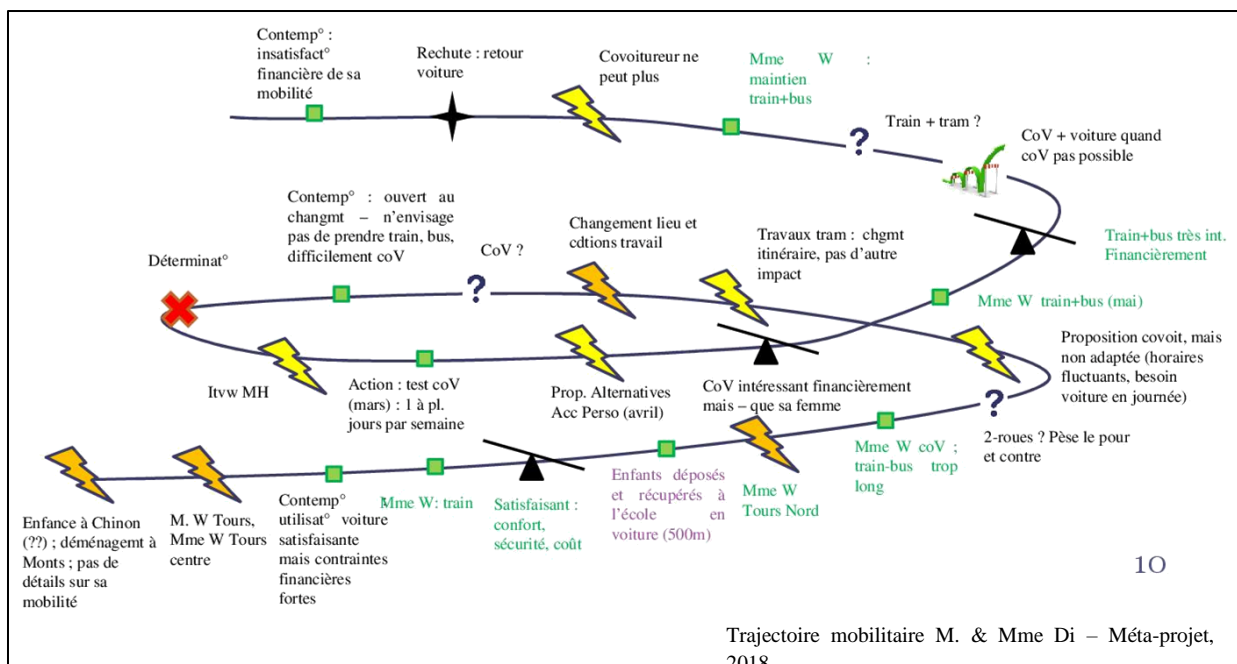 Contemp° :
insatisfact°
financière de sa
mobilité
Rechute : retour
voiture
Covoitureur ne
peut plus
Mme W :
maintien
train+bus
?
Train + tram ?
CoV + voiture quand
coV pas possible
Train+bus très int.
Financièrement
Mme W train+bus (mai)
Déterminat°
Contemp° : ouvert au
changmt – n'envisage
pas de prendre train, bus,
difficilement coV
CoV ?
?
Changement lieu et
cdtions travail
Travaux tram : chgmt
itinéraire, pas d'autre
impact
Itvw MH
Action : test coV
(mars) : 1 à pl.
jours par semaine
Prop. Alternatives
Acc Perso (avril)
CoV intéressant financièrement
mais – que sa femme
Proposition covoit, mais
non adaptée (horaires
fluctuants, besoin
voiture en journée)
?
2-roues ? Pèse le pour
et contre
Enfance à Chinon
(??) ; déménagemt à
Monts ; pas de
détails sur sa
mobilité
M. W Tours,
Mme W Tours
centre
Contemp° :
utilisat° voiture
satisfaisante
mais contraintes
financières
fortes
Mme W: train
Satisfaisant :
confort,
sécurité, coût
Enfants déposés
et récupérés à
l'école en
voiture (500m)
Mme W
Tours Nord
Mme W coV ;
train-bus trop
long
10
Trajectoire mobilitaire M. & Mme Di – Méta-projet,
2018